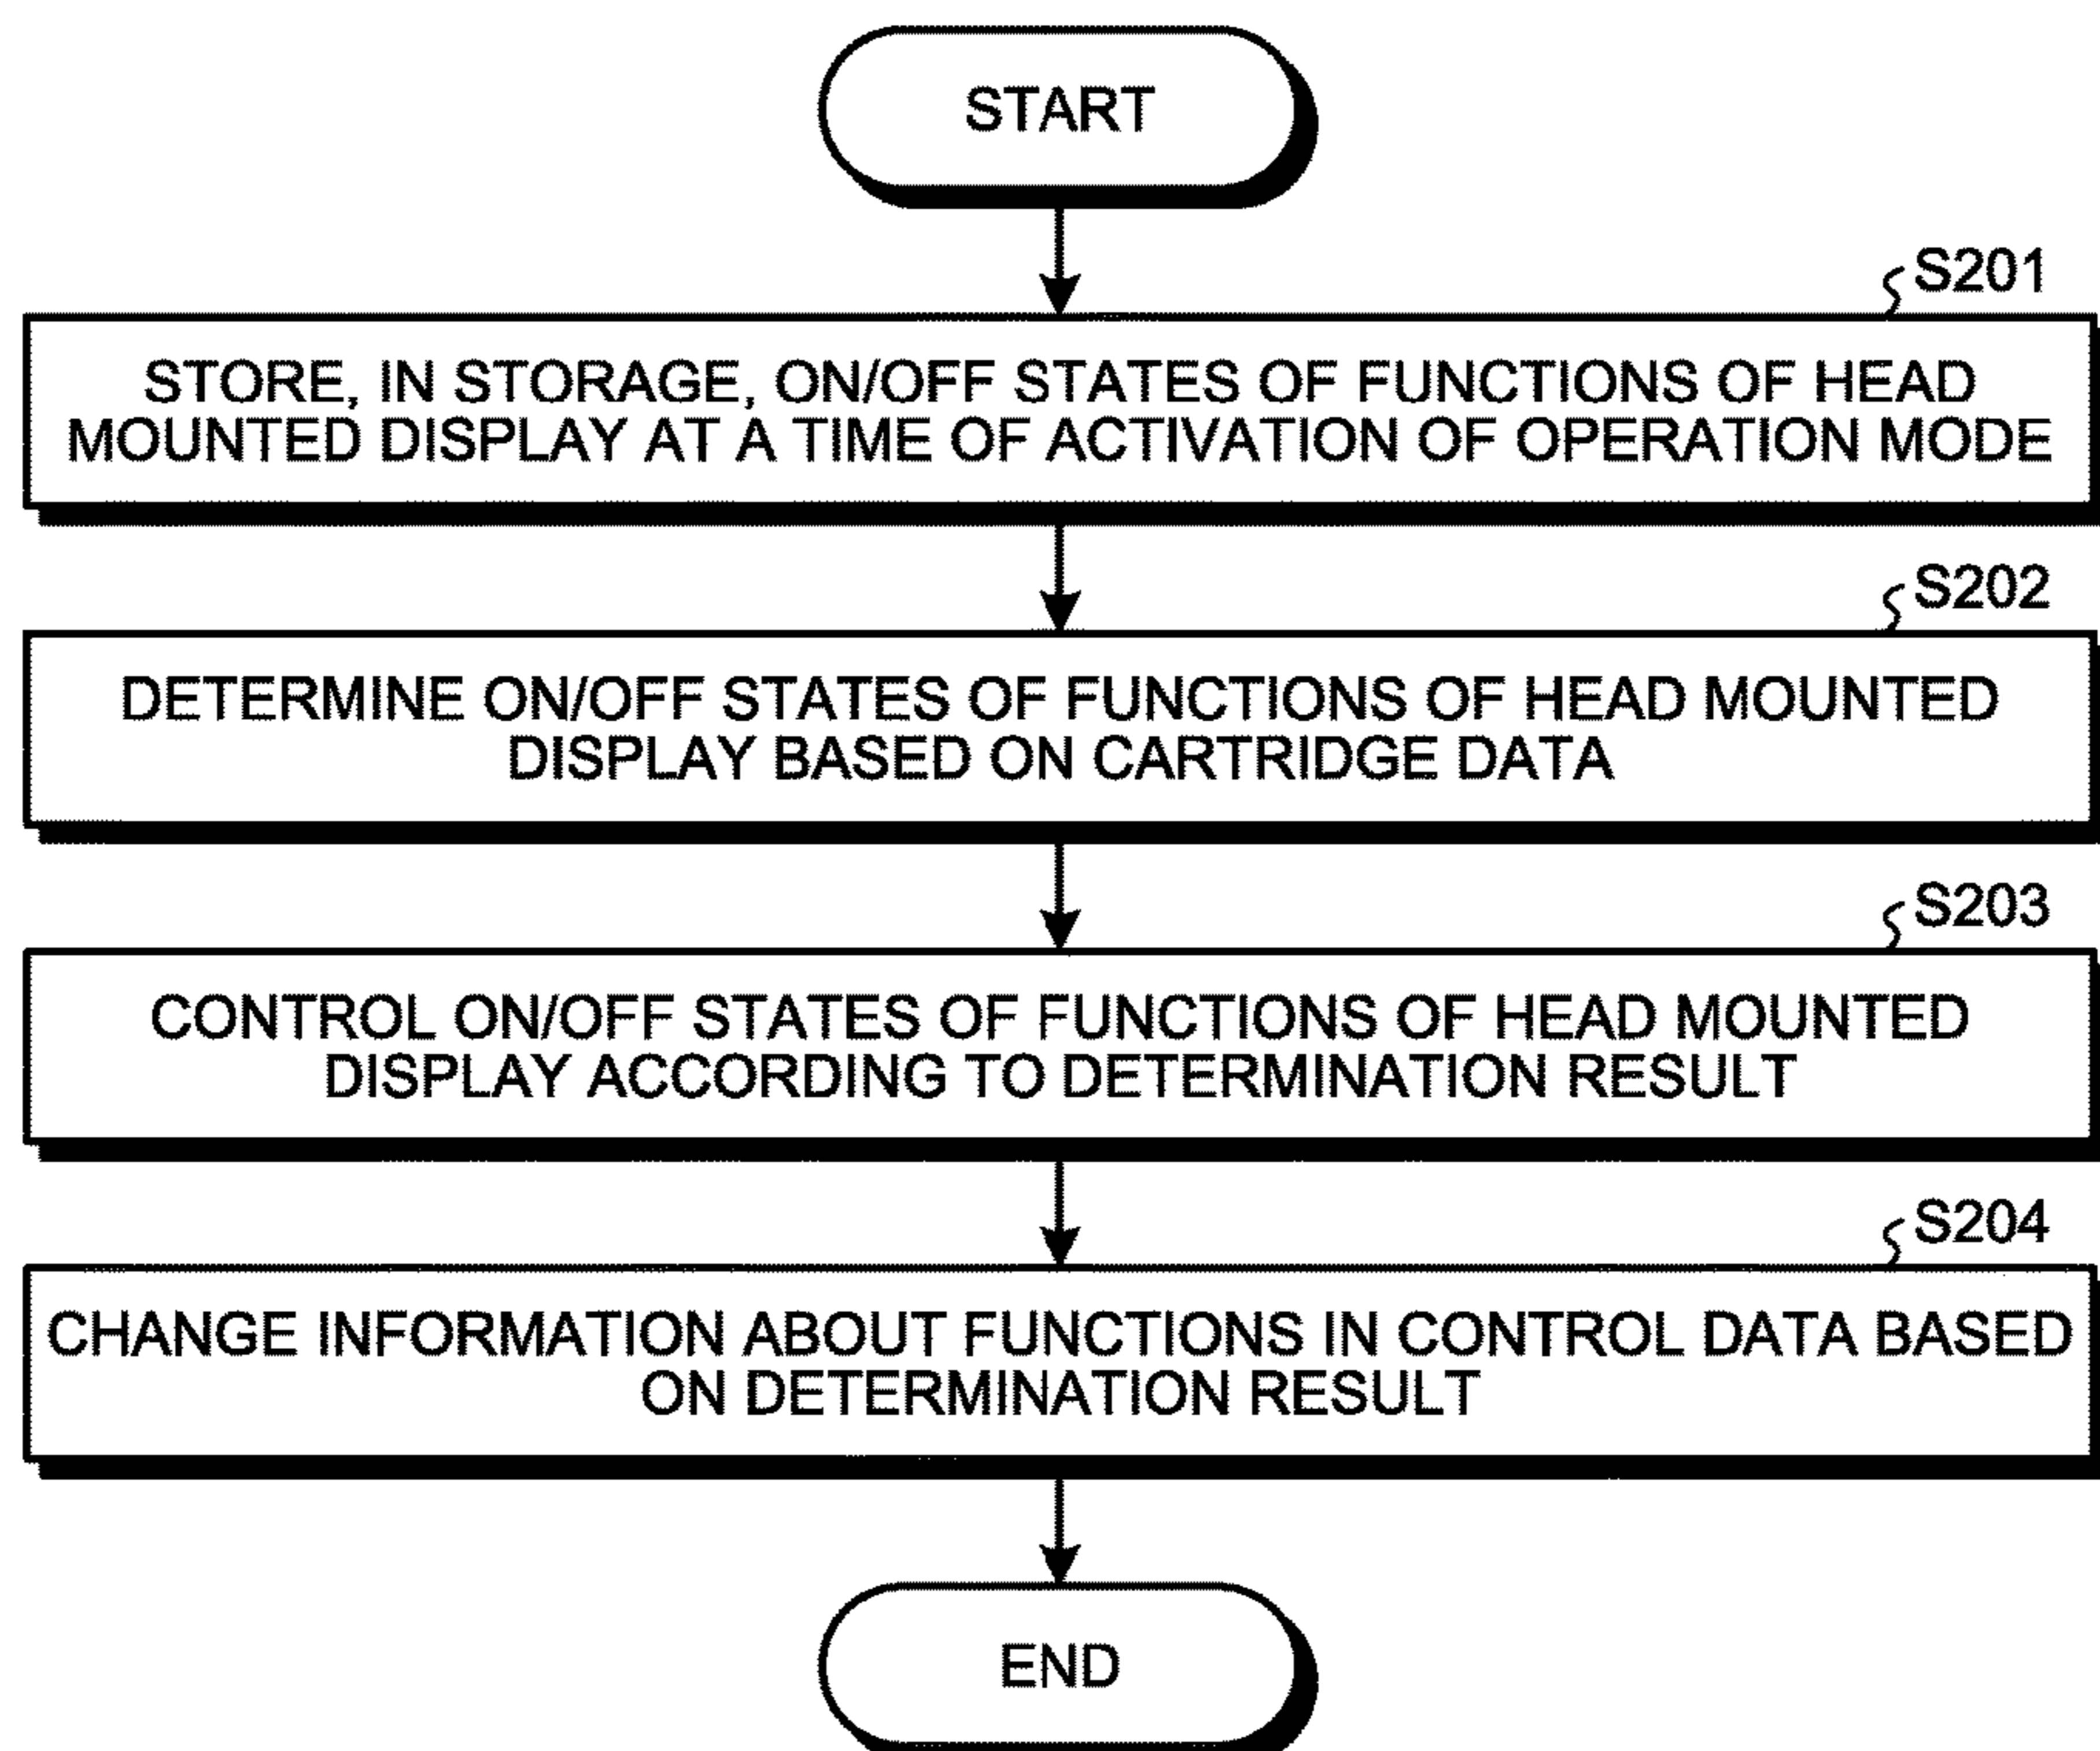 START
S201
STORE, IN STORAGE, ON/OFF STATES OF FUNCTIONS OF HEAD
MOUNTED DISPLAY AT A TIME OF ACTIVATION OF OPERATION MODE
S202
DETERMINE ON/OFF STATES OF FUNCTIONS OF HEAD MOUNTED
DISPLAY BASED ON CARTRIDGE DATA
S203
CONTROL ON/OFF STATES OF FUNCTIONS OF HEAD MOUNTED
DISPLAY ACCORDING TO DETERMINATION RESULT
S204
CHANGE INFORMATION ABOUT FUNCTIONS IN CONTROL DATA BASED
ON DETERMINATION RESULT
END